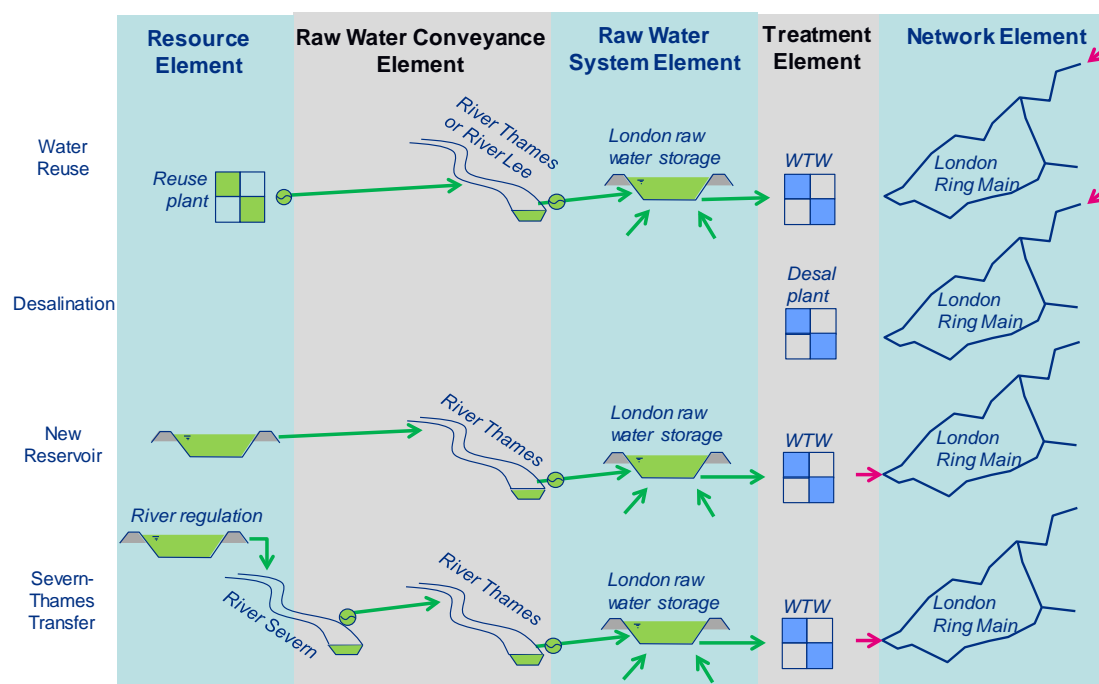 Resource
Element
Raw Water Conveyance
Element
Raw Water
System Element
Treatment
Element
Network Element
Water
Reuse
Reuse
plant
River Thames
or River Lee
London raw
water storage
WTW
London
Ring Main
Desalination
Desal
plant
London
Ring Main
New
Reservoir
River Thames
London raw
water storage
WTW
London
Ring Main
Severn-
Thames
Transfer
River regulation
River Severn
River Thames
London raw
water storage
WTW
London
Ring Main